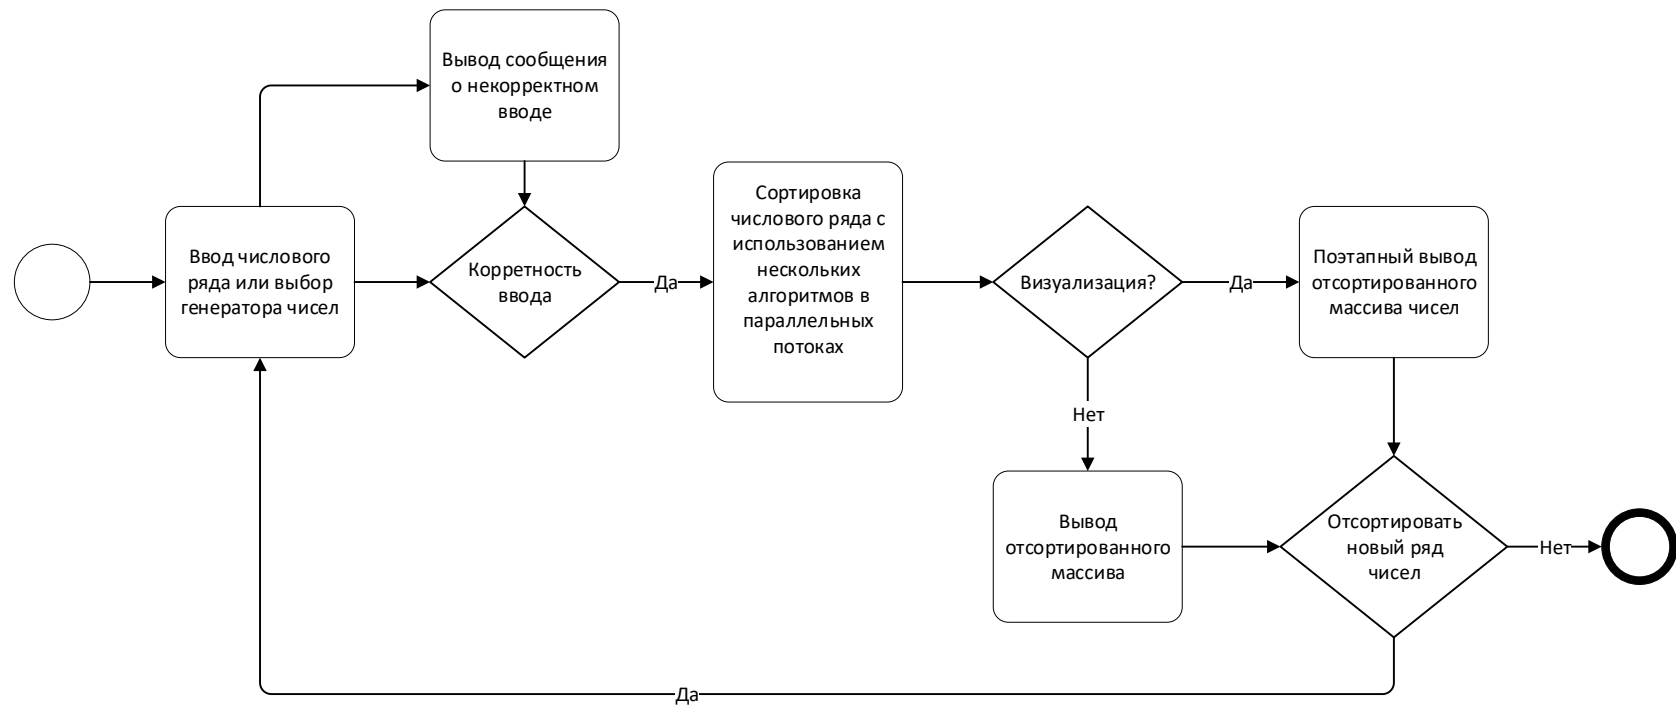 Вывод сообщения
о некорректном
вводе
Ввод числового
ряда или выбор
генератора чисел
Корретность
ввода
Да
Сортировка
числового ряда с
использованием
нескольких
алгоритмов в
параллельных
потоках
Визуализация?
Да
Поэтапный вывод
отсортированного
массива чисел
Нет
Вывод
отсортированного
массива
Отсортировать
новый ряд
чисел
Нет
Да